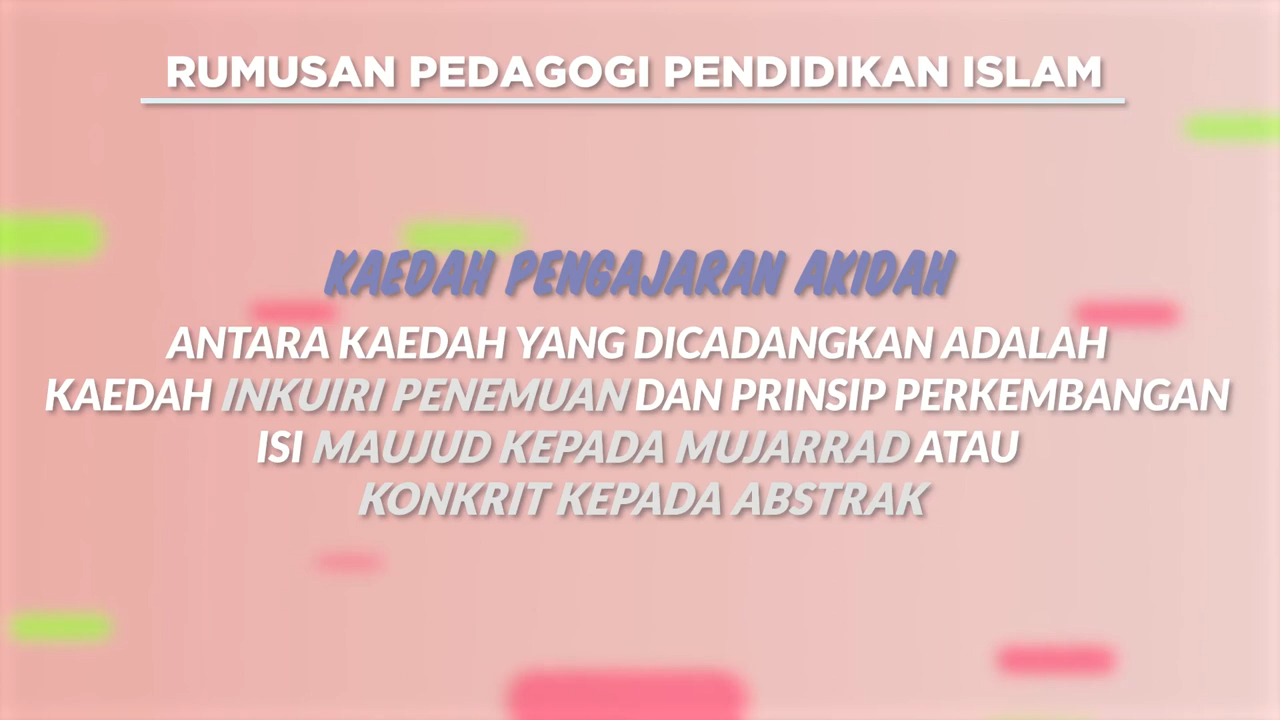 RUMUSAN PEDAGOGI PENDIDIKAN ISLAM
KAEDAH PENGAJARAN AKIDAH
ANTARA KAEDAH YANG DICADANGKAN ADALAH
KAEDAH INKUIRI PENEMUAN DAN PRINSIP PERKEMBANGAN
ISI MAUJUD KEPADA MUJARRAD ATAU
KONKRIT KEPADA ABSTRAK